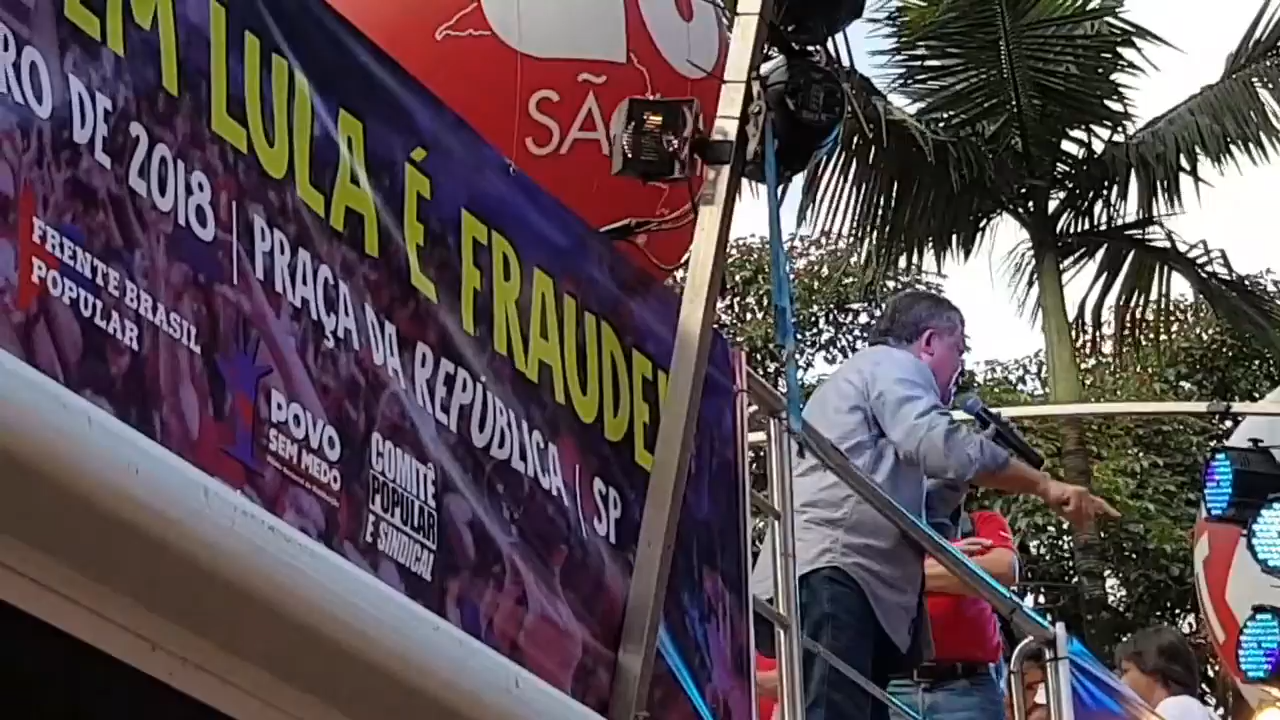 EM LULA É FRAUDE!
RO DE 2018 | PRAÇA DA REPÚBLICA | SP
FRENTE BRASIL
POPULAR
POVO
SEM MEDO
COMITÊ
POPULAR
E SINDICAL
SÃO